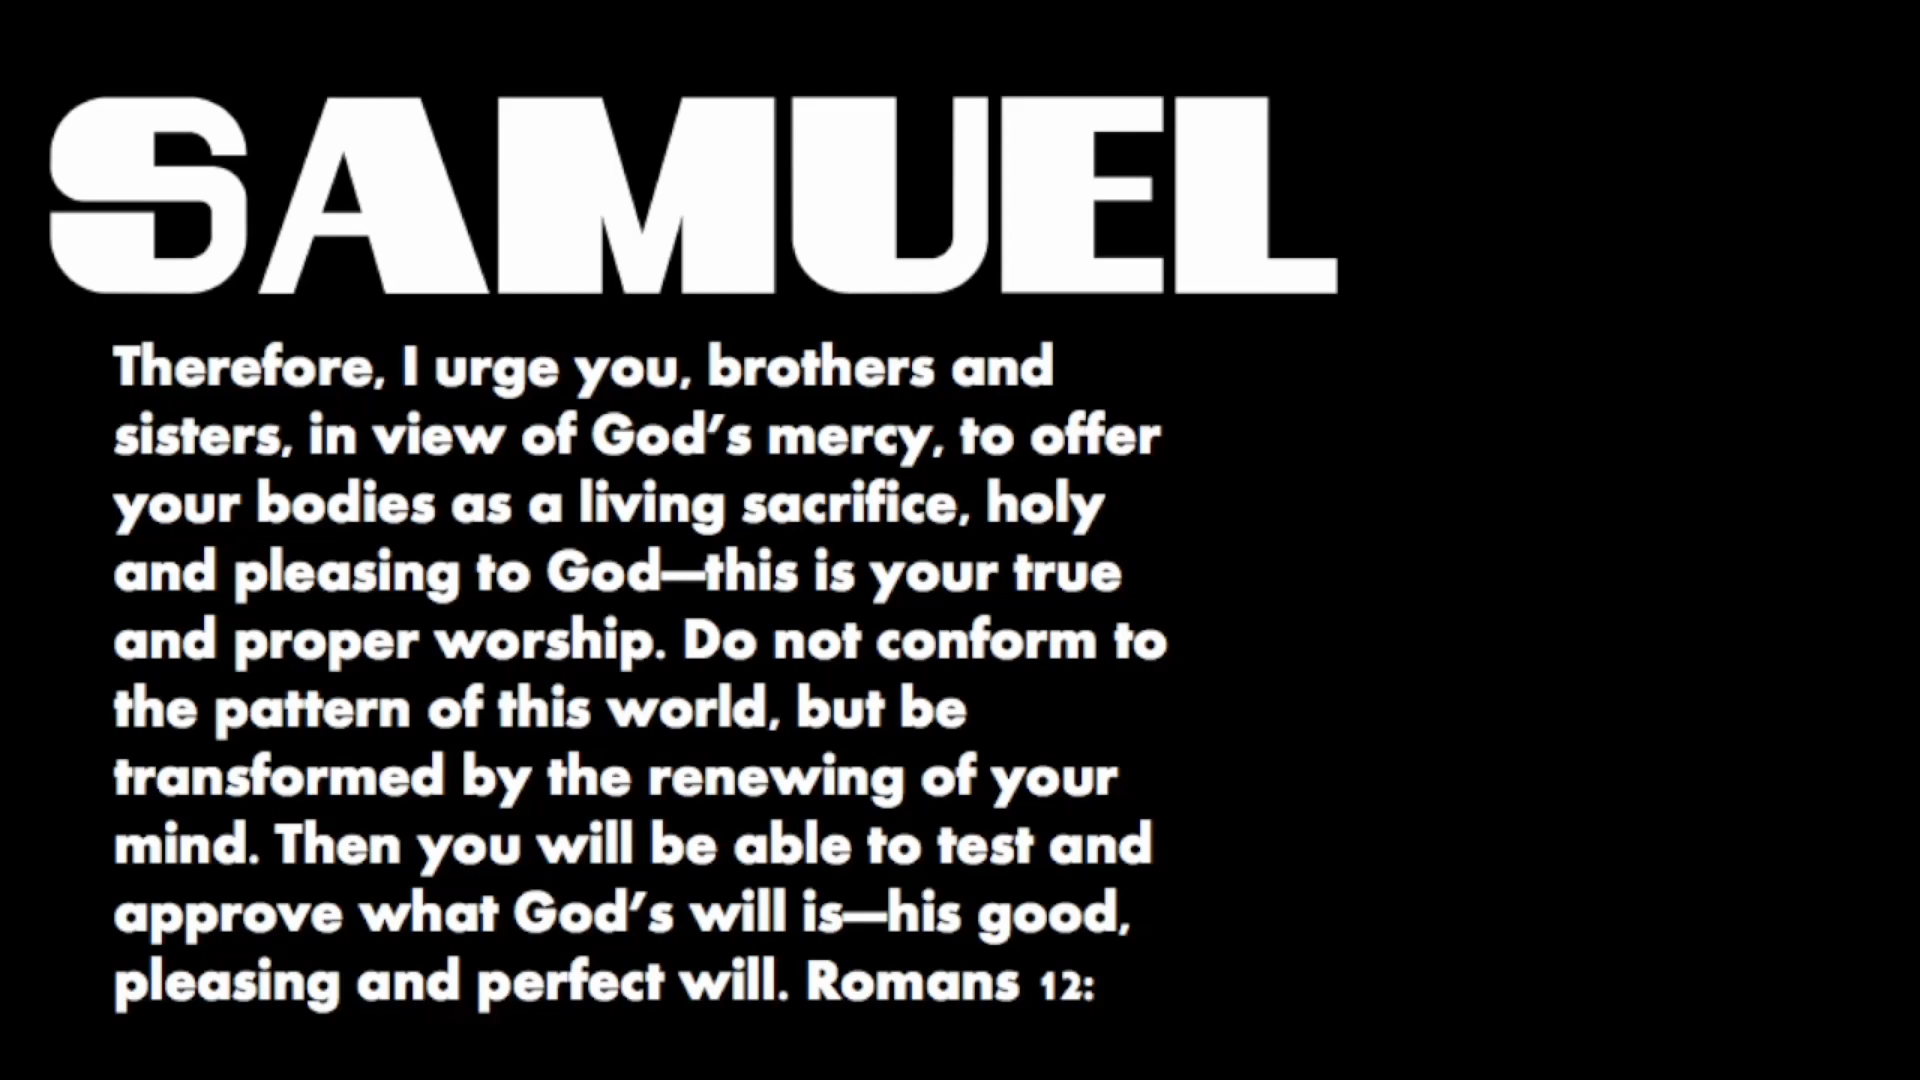 SAMUEL
Therefore, I urge you, brothers and
sisters, in view of God’s mercy, to offer
your bodies as a living sacrifice, holy
and pleasing to God—this is your true
and proper worship. Do not conform to
the pattern of this world, but be
transformed by the renewing of your
mind. Then you will be able to test and
approve what God’s will is—his good,
pleasing and perfect will. Romans 12: